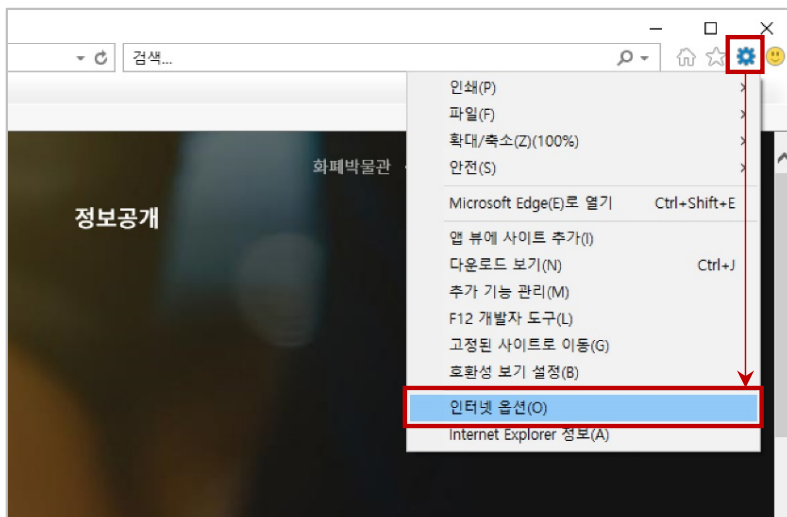 검색...
인쇄(P)
파일(F)
확대/축소(Z)(100%)
화폐박물관
안전(S)
정보공개
Microsoft Edge(E)로 열기 Ctrl+Shift+E
앱 뷰에 사이트 추가(I)
다운로드 보기(N) Ctrl+J
추가 기능 관리(M)
F12 개발자 도구(L)
고정된 사이트로 이동(G)
호환성 보기 설정(B)
인터넷 옵션(O)
Internet Explorer 정보(A)